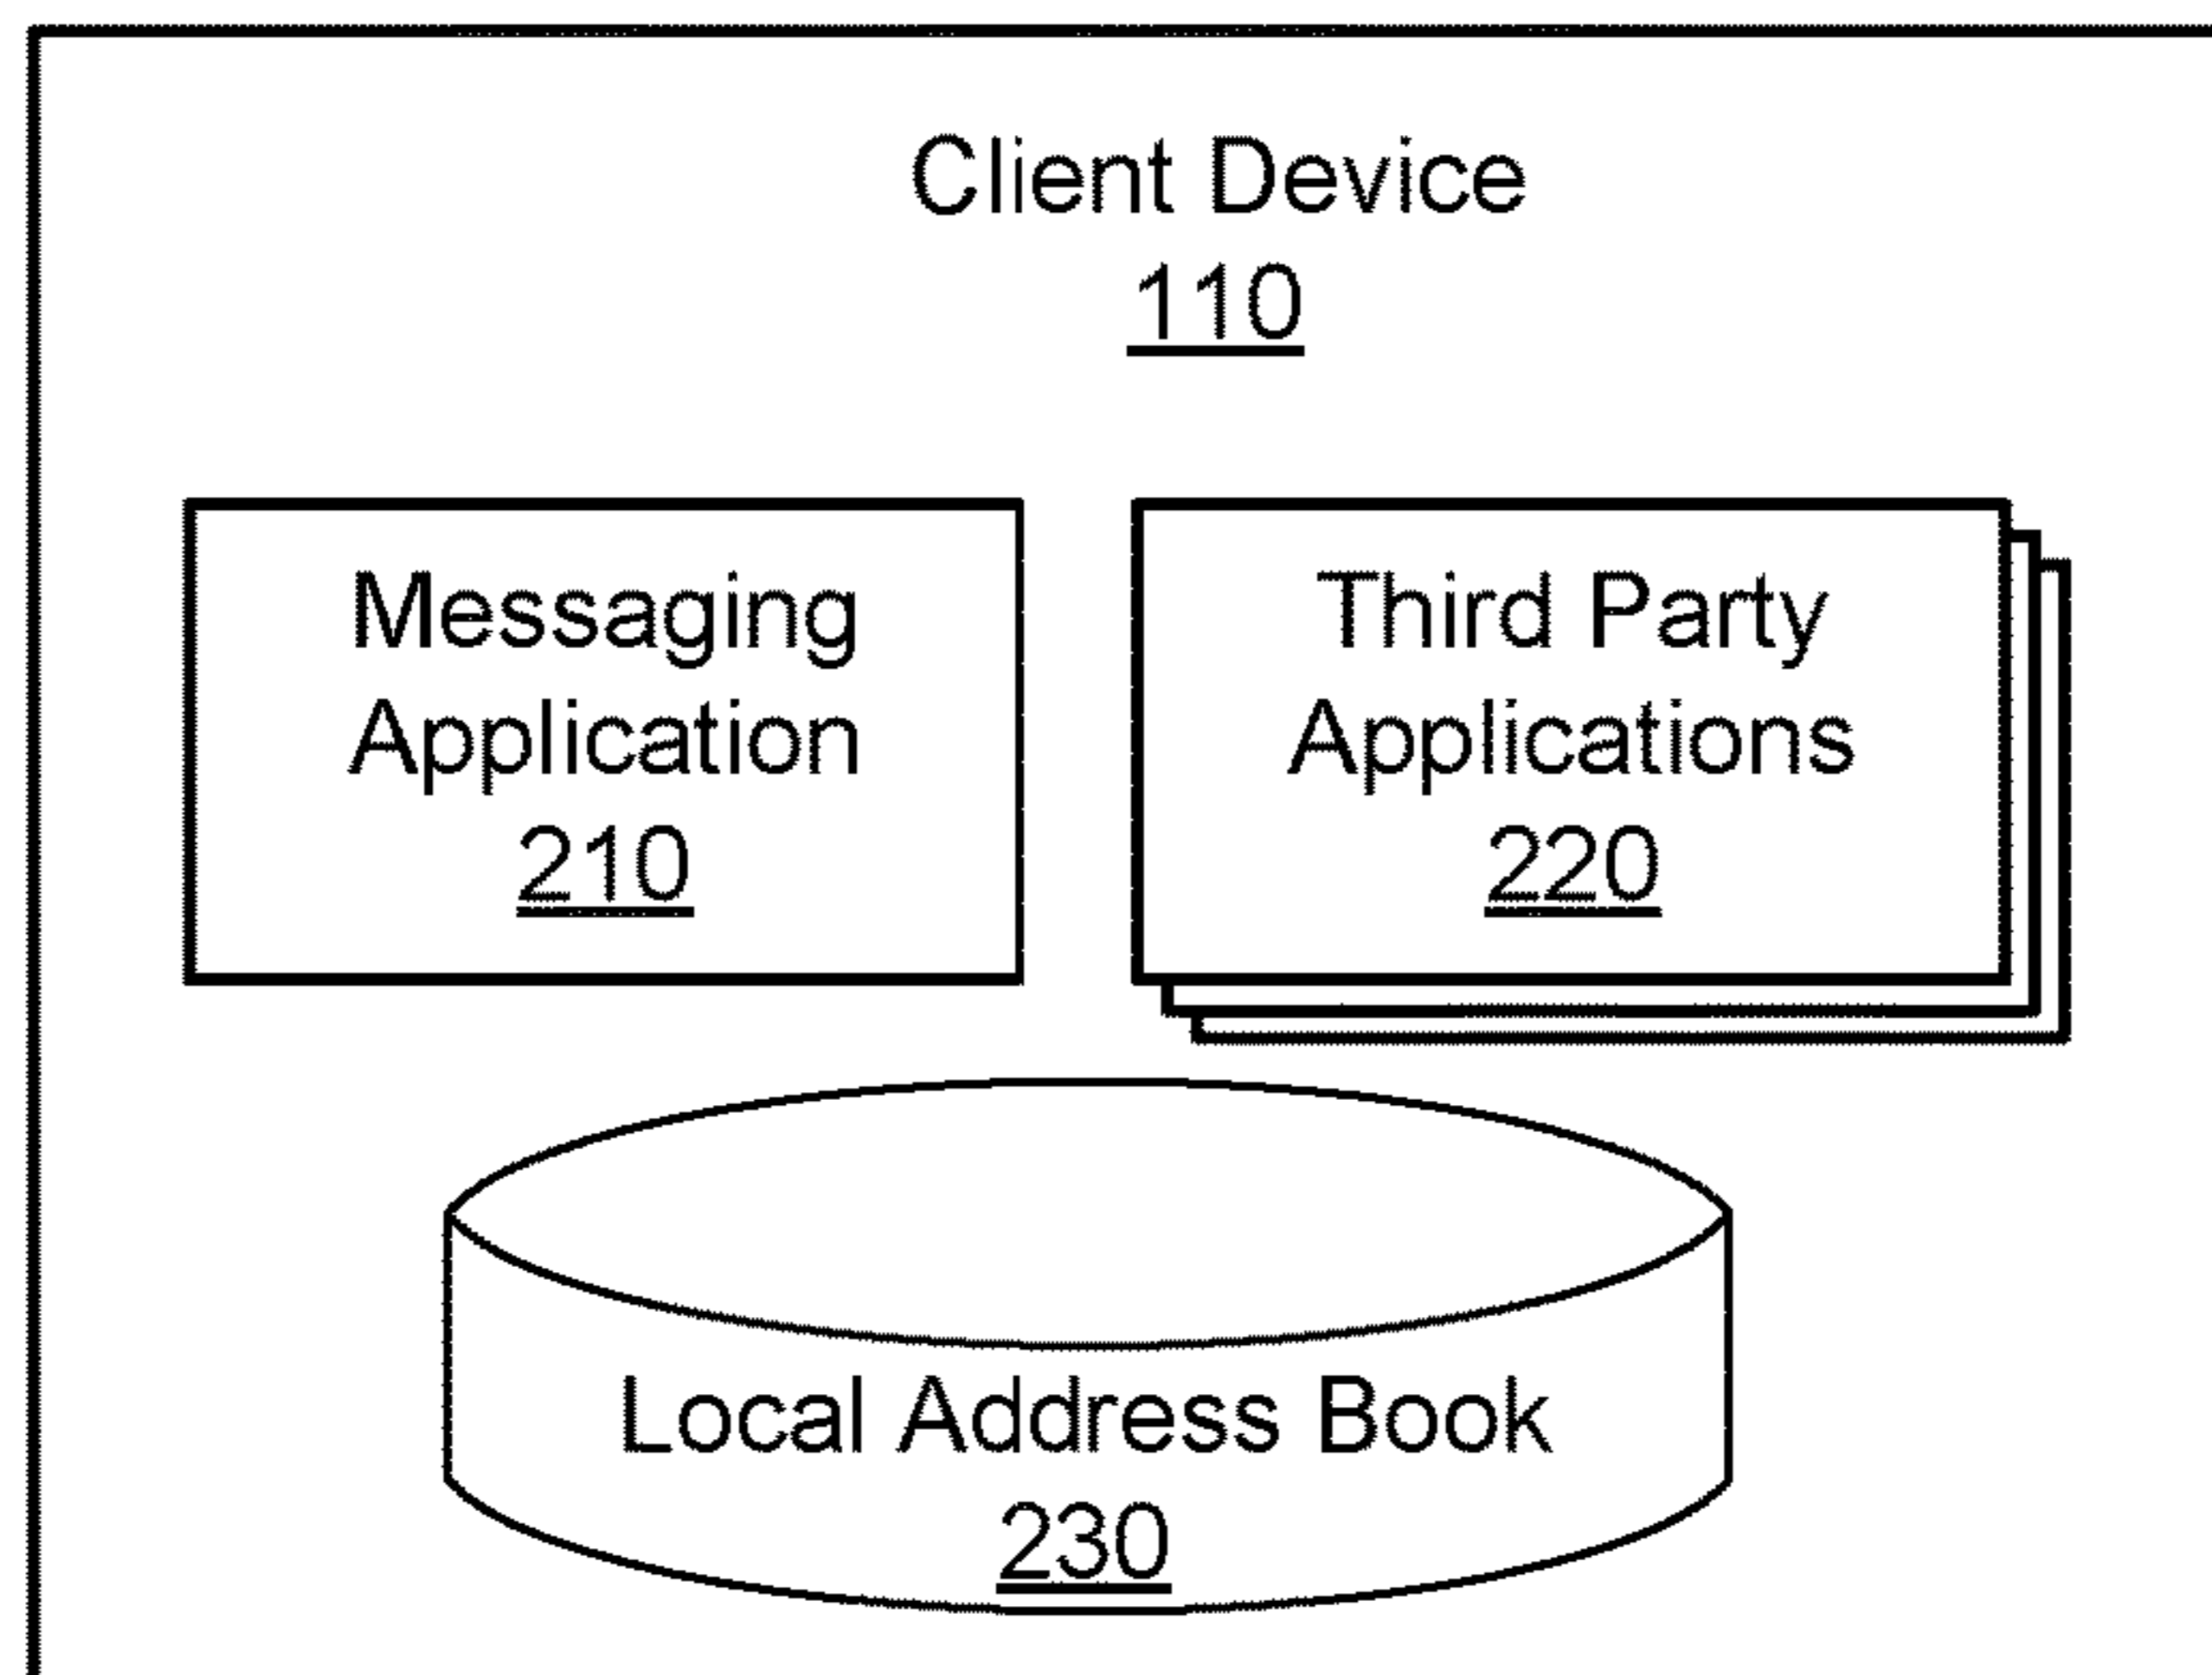 Client Device
110
Messaging
Application
210
Third Party
Applications
220
Local Address Book
230